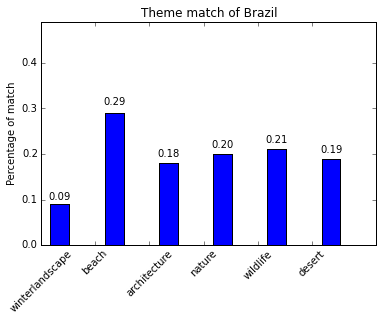 Theme match of Brazil
Percentage of match
0.4
0.3
0.2
0.1
0.0
0.09
0.29
0.18
0.20
0.21
0.19
winterlandscape
beach
architecture
nature
wildlife
desert